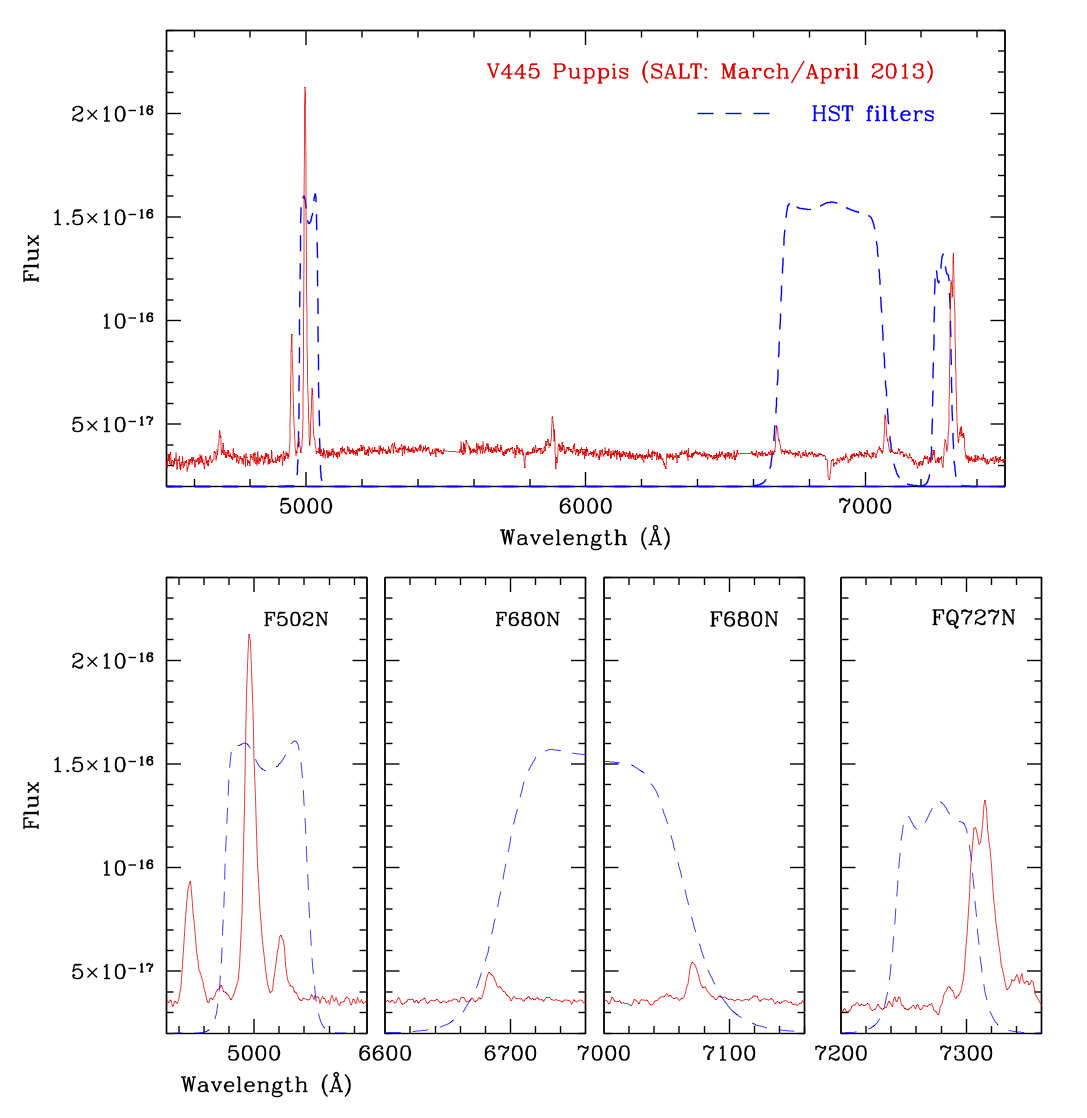 V445 Puppis (SALT: March/April 2013)
HST filters
2×10⁻¹⁶
1.5×10⁻¹⁶
10⁻¹⁶
5×10⁻¹⁷
Flux
5000 6000 7000
Wavelength (Å)
F502N F680N F680N FQ727N
2×10⁻¹⁶
1.5×10⁻¹⁶
10⁻¹⁶
5×10⁻¹⁷
Flux
5000 6600 6700 7000 7100 7200 7300
Wavelength (Å)